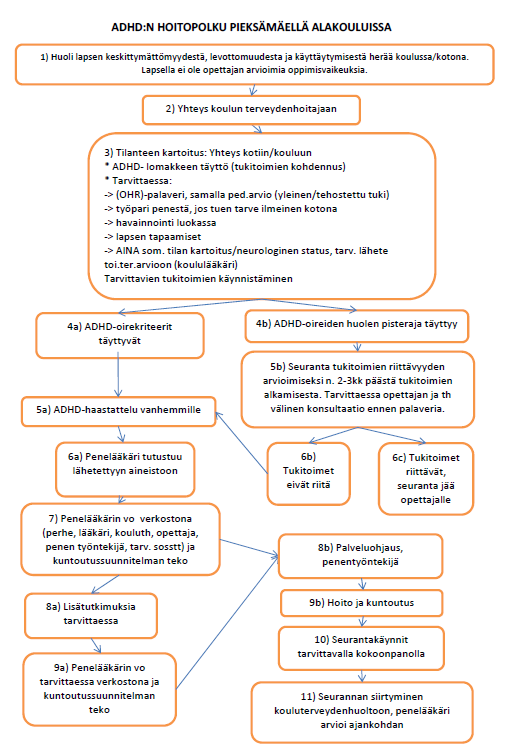 ADHD:N HOITOPOLKU PIEKSÄMÄELLÄ ALAKOULUISSA
1) Huoli lapsen keskittymättömyydestä, levottomuudesta ja käyttäytymisestä herää koulussa/kotona.
Lapsella ei ole opettajan arvioimia oppimisvaikeuksia.
2) Yhteys koulun terveydenhoitajaan
3) Tilanteen kartoitus: Yhteys kotiin/kouluun
* ADHD- lomakkeen täyttö (tukitoimien kohdennus)
* Tarvittaessa:
-> (OHR)-palaveri, samalla ped.arvio (yleinen/tehostettu tuki)
-> työpari penestä, jos tuen tarve ilmeinen kotona
-> havainnointi luokassa
-> lapsen tapaamiset
-> AINA som. tilan kartoitus/neurologinen status, tarv. lähete
toi.ter.arvioon (koululääkäri)
Tarvittavien tukitoimien käynnistäminen
4a) ADHD-oirekriteerit
täyttyvät
4b) ADHD-oireiden huolen pisteraja täyttyy
5b) Seuranta tukitoimien riittävyyden
arvioimiseksi n. 2-3kk päästä tukitoimien
alkamisesta. Tarvittaessa opettajan ja th
välinen konsultaatio ennen palaveria.
5a) ADHD-haastattelu vanhemmille
6a) Penelääkäri tutustuu
lähetettyyn aineistoon
6b)
Tukitoimet
eivät riitä
6c) Tukitoimet
riittävät,
seuranta jää
opettajalle
7) Penelääkärin vo verkostona
(perhe, lääkäri, kouluth, opettaja,
penen työntekijä, tarv. sosstt) ja
kuntoutussuunnitelman teko
8b) Palveluohjaus,
penentyöntekijä
8a) Lisätutkimuksia
tarvittaessa
9b) Hoito ja kuntoutus
10) Seurantakäynnit
tarvittavalla kokoonpanolla
9a) Penelääkärin vo
tarvittaessa verkostona ja
kuntoutussuunnitelman
teko
11) Seurannan siirtyminen
kouluterveydenhuoltoon, penelääkäri
arvioi ajankohdan